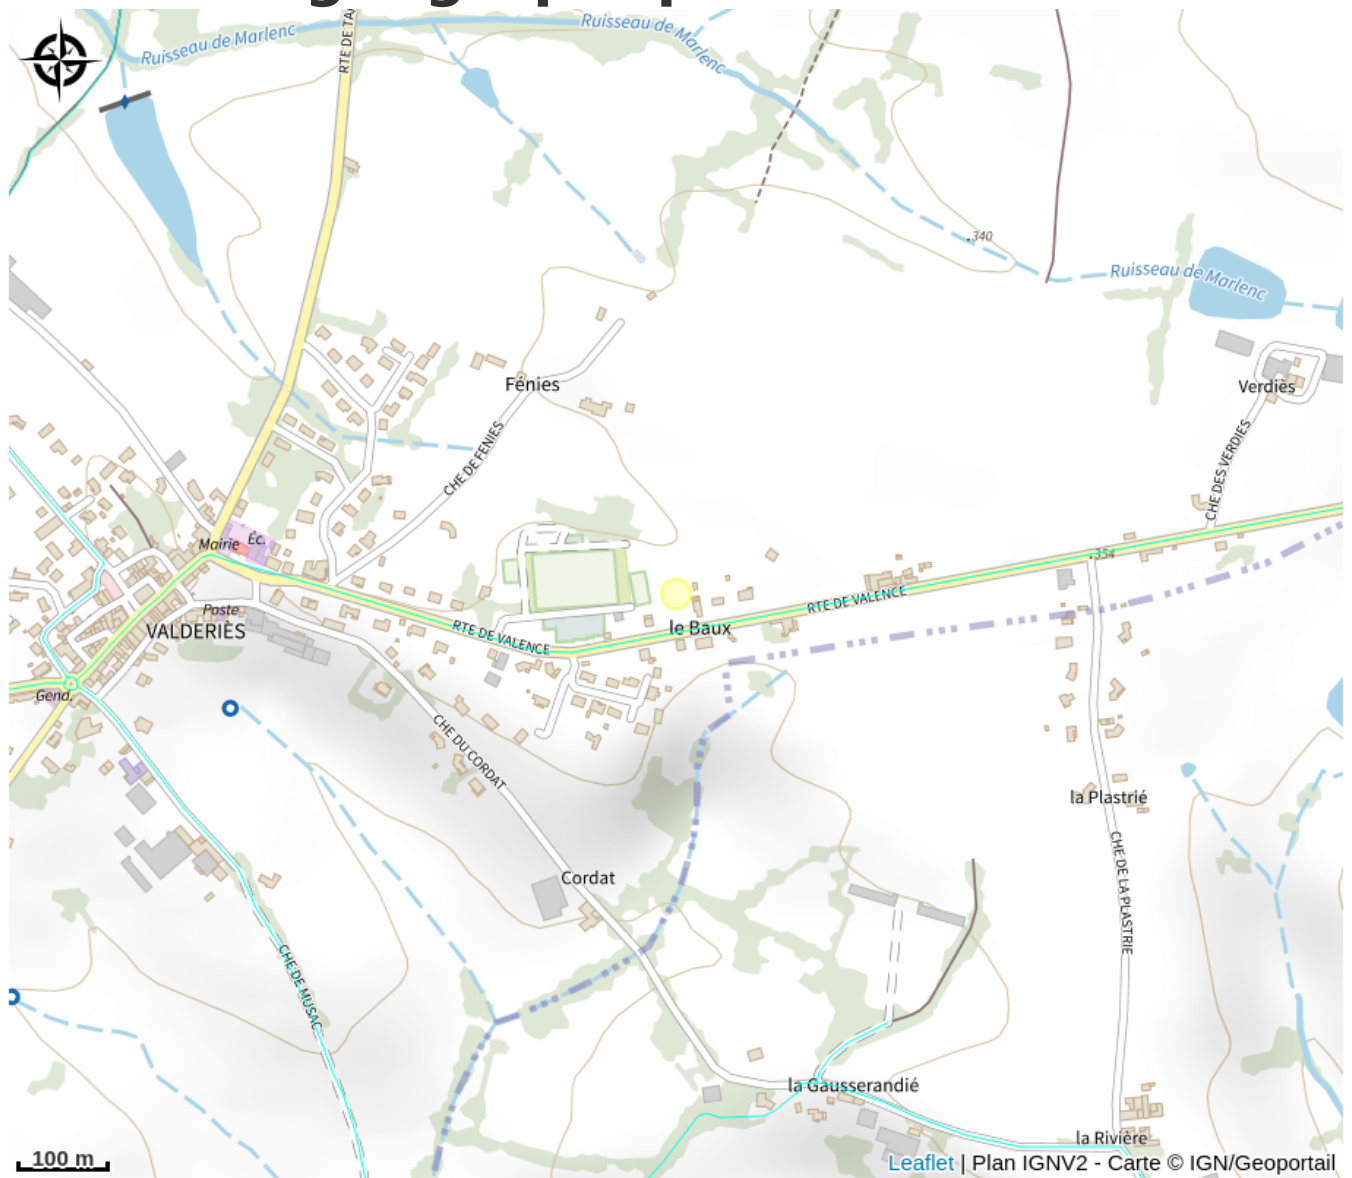 Ruisseau de Marlenc
RTE DE TA
Ruisseau de Marlenc
.340
Ruisseau de Marlenc
Fénies
Verdiès
CHE DE FENIES
CHE DES VERDIES
Mairie
Éc.
.354
Poste
VALDERIÈS
RTE DE VALENCE
le Baux
RTE DE VALENCE
Gend.
CHE DU CORDAT
la Plastrié
CHE DE LA PLASTRIE
Cordat
CHE DE MUSAC
la Gausserandié
la Rivière
100 m
Leaflet | Plan IGNV2 - Carte © IGN/Geoportail